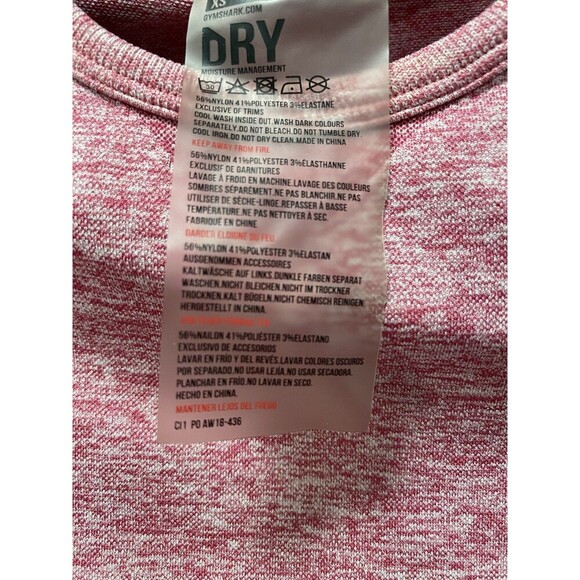 XS
GYMSHARK.COM
DRY
MOISTURE MANAGEMENT
30
56%NYLON 41%POLYESTER 3%ELASTANE
EXCLUSIVE OF TRIMS
COOL WASH INSIDE OUT.WASH DARK COLOURS
SEPARATELY.DO NOT BLEACH.DO NOT TUMBLE DRY
COOL IRON.DO NOT DRY CLEAN.MADE IN CHINA
KEEP AWAY FROM FIRE
56%NYLON 41%POLYESTER 3%ELASTHANNE
EXCLUSIF DE GARNITURES
LAVAGE À FROID EN MACHINE.LAVAGE DES COULEURS
SOMBRES SÉPAREMENT.NE PAS BLANCHIR.NE PAS
UTILISER DE SÈCHE-LINGE.REPASSER À BASSE
TEMPÉRATURE.NE PAS NETTOYER À SEC.
FABRIQUÉ EN CHINE
GARDER ÉLOIGNÉ DU FEU
56%NYLON 41%POLYESTER 3%ELASTAN
AUSGENOMMEN ACCESSOIRES
KALTWÄSCHE AUF LINKS.DUNKLE FARBEN SEPARAT
WASCHEN.NICHT BLEICHEN.NICHT IM TROCKNER
TROCKNEN.KALT BÜGELN.NICHT CHEMISCH REINIGEN
HERGESTELLT IN CHINA.
56%NAILON 41%POLIÉSTER 3%ELASTANO
EXCLUSIVO DE ACCESORIOS
LAVAR EN FRÍO Y DEL REVÉS.LAVAR COLORES OSCUROS
POR SEPARADO.NO USAR LEJÍA.NO USAR SECADORA.
PLANCHAR EN FRÍO.NO LAVAR EN SECO.
HECHO EN CHINA.
MANTENER LEJOS DEL FUEGO
CI1 PO AW18-436